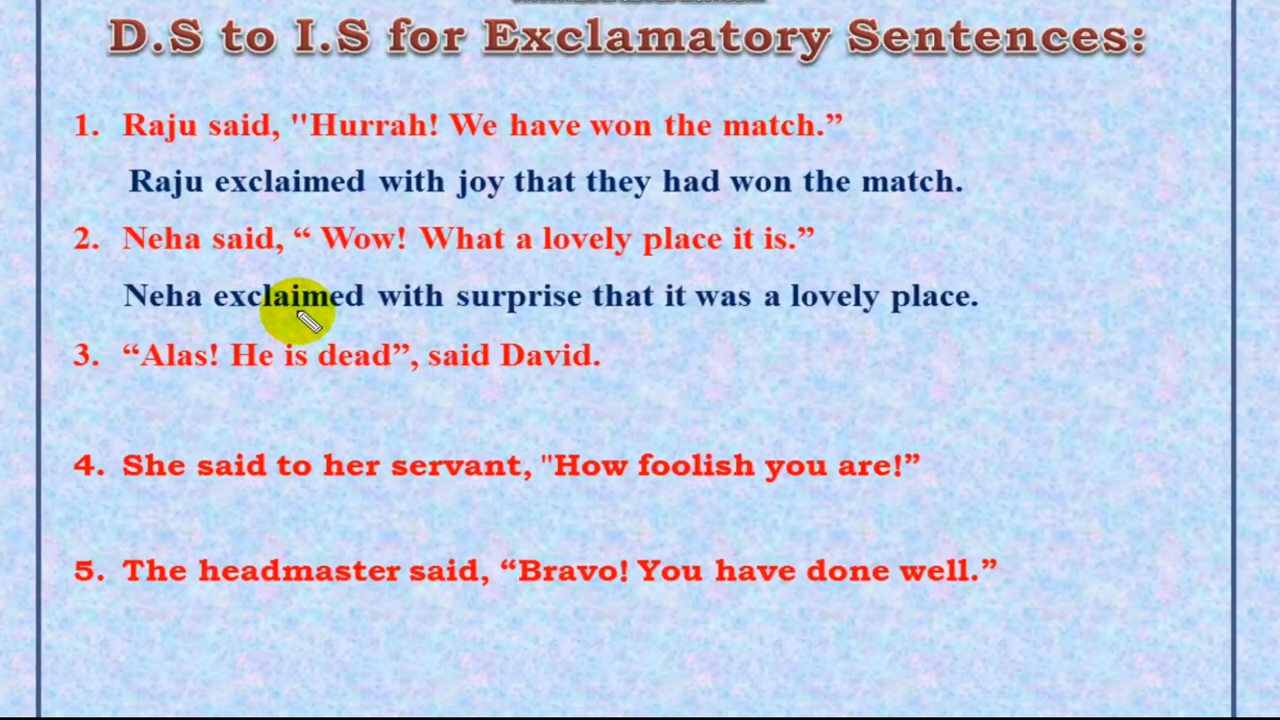 D.S to I.S for Exclamatory Sentences:
1. Raju said, "Hurrah! We have won the match.”
Raju exclaimed with joy that they had won the match.
2. Neha said, “ Wow! What a lovely place it is.”
Neha exclaimed with surprise that it was a lovely place.
3. “Alas! He is dead”, said David.
4. She said to her servant, "How foolish you are!”
5. The headmaster said, “Bravo! You have done well.”